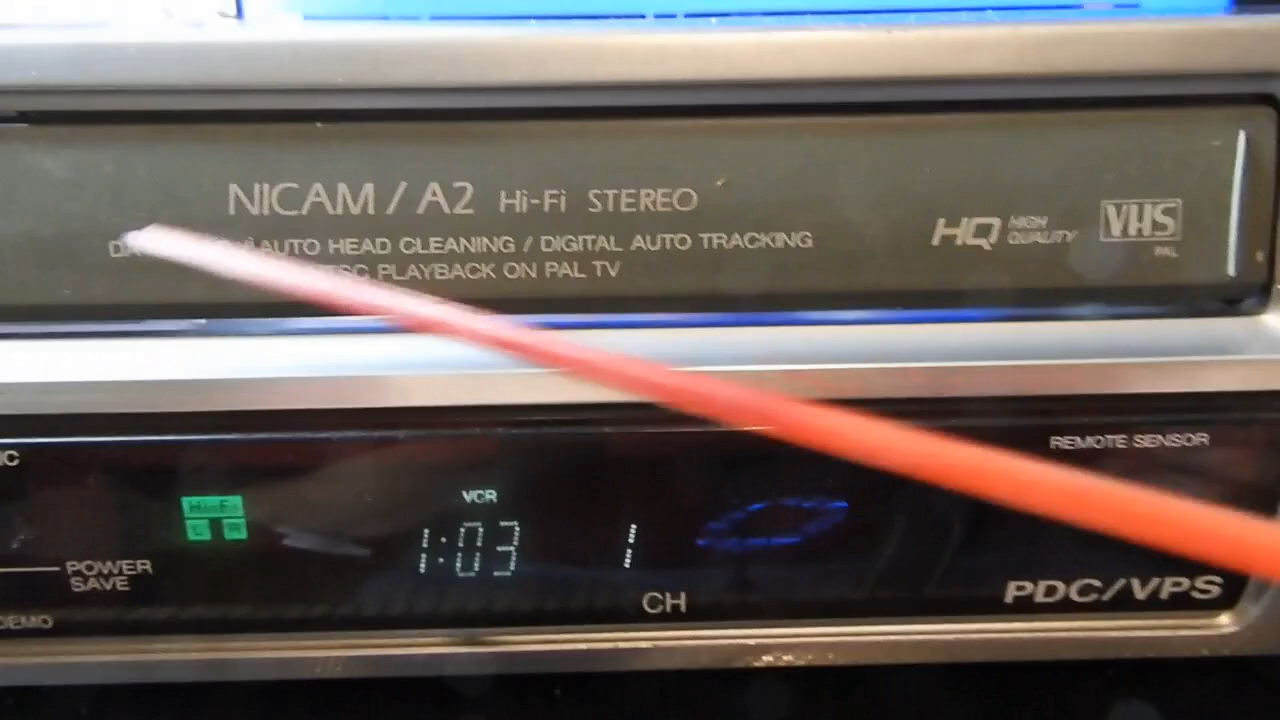 NICAM / A2 Hi-Fi STEREO
AUTO HEAD CLEANING / DIGITAL AUTO TRACKING
PLAYBACK ON PAL TV
HQ HIGH QUALITY
VHS
PAL
REMOTE SENSOR
Hi-Fi
L R
VCR
1:03 1
CH
POWER
SAVE
DEMO
PDC/VPS